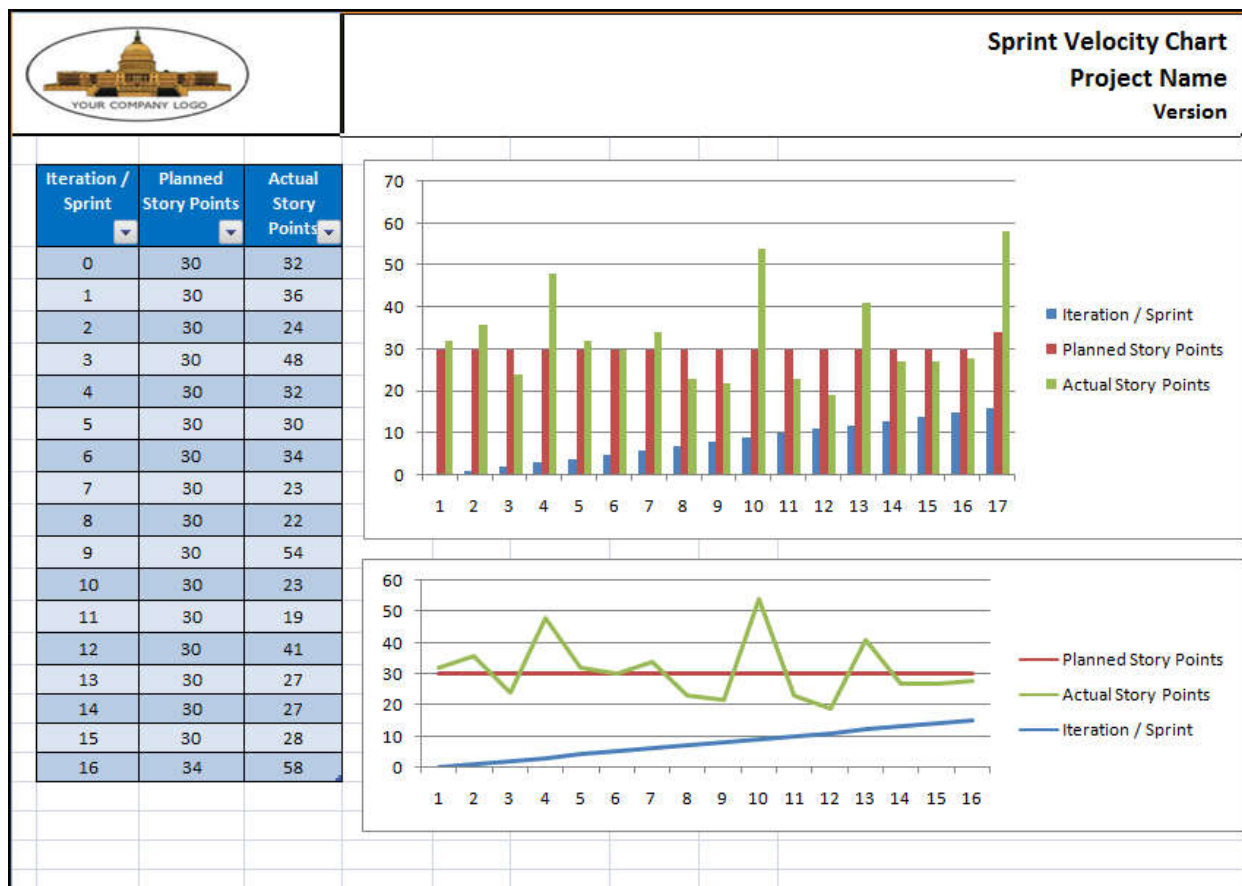 YOUR COMPANY LOGO
Sprint Velocity Chart
Project Name
Version
Iteration / Sprint Planned Story Points Actual Story Points
0 30 32
1 30 36
2 30 24
3 30 48
4 30 32
5 30 30
6 30 34
7 30 23
8 30 22
9 30 54
10 30 23
11 30 19
12 30 41
13 30 27
14 30 27
15 30 28
16 34 58
70
60
50
40
30
20
10
0
1 2 3 4 5 6 7 8 9 10 11 12 13 14 15 16 17
Iteration / Sprint
Planned Story Points
Actual Story Points
60
50
40
30
20
10
0
1 2 3 4 5 6 7 8 9 10 11 12 13 14 15 16
Planned Story Points
Actual Story Points
Iteration / Sprint